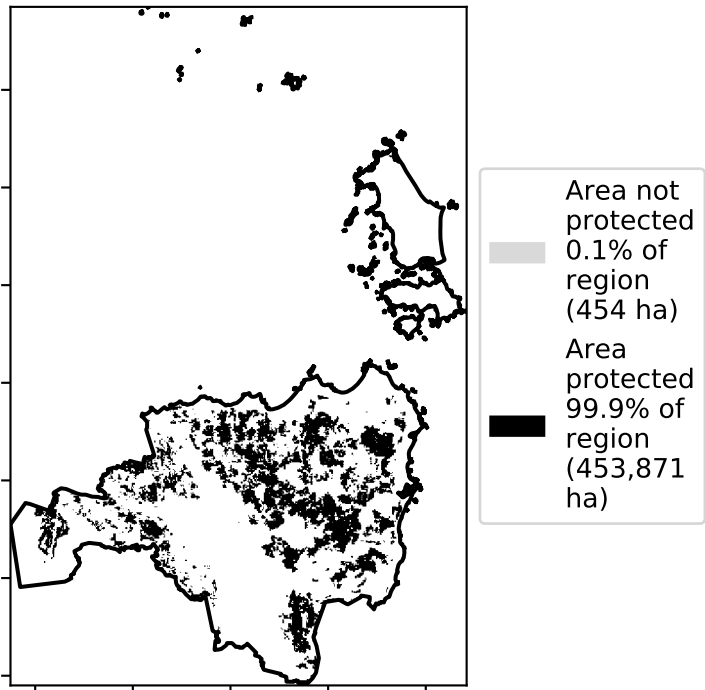 Area not
protected
0.1% of
region
(454 ha)
Area
protected
99.9% of
region
(453,871
ha)